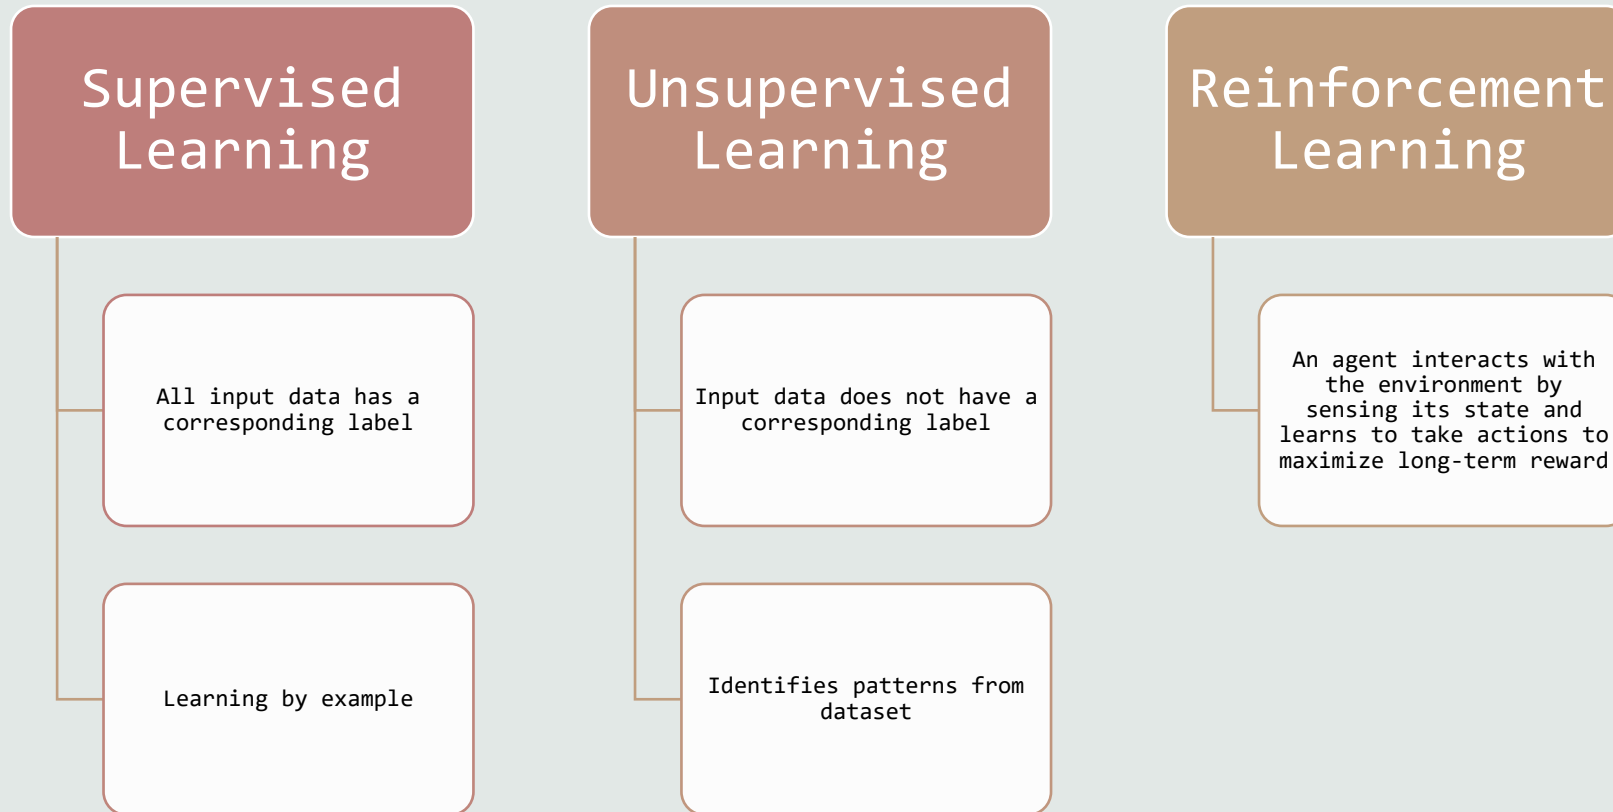 Supervised
Learning
All input data has a
corresponding label
Learning by example
Unsupervised
Learning
Input data does not have a
corresponding label
Identifies patterns from
dataset
Reinforcement
Learning
An agent interacts with
the environment by
sensing its state and
learns to take actions to
maximize long-term reward